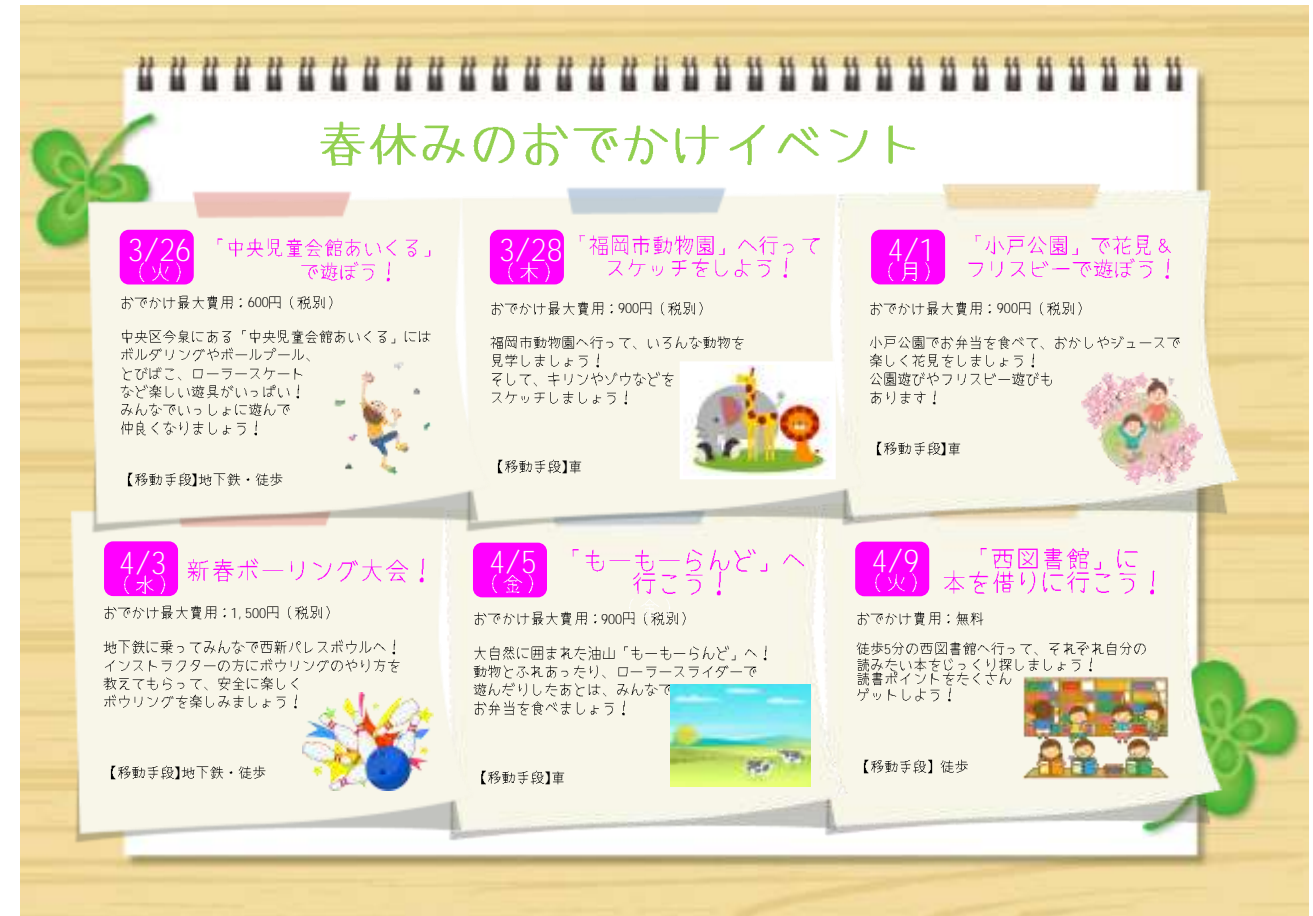 春休みのおでかけイベント
3/26
(火)
「中央児童会館あいくる」
で遊ぼう！
おでかけ最大費用：600円（税別）
中央区今泉にある「中央児童会館あいくる」には
ボルダリングやボールプール、
とびばこ、ローラースケート
など楽しい遊具がいっぱい！
みんなでいっしょに遊んで
仲良くなりましょう！
【移動手段】地下鉄・徒歩
3/28
(木)
「福岡市動物園」へ行って
スケッチをしよう！
おでかけ最大費用：900円（税別）
福岡市動物園へ行って、いろんな動物を
見学しましょう！
そして、キリンやゾウなどを
スケッチしましょう！
【移動手段】車
4/1
(月)
「小戸公園」で花見＆
フリスビーで遊ぼう！
おでかけ最大費用：900円（税別）
小戸公園でお弁当を食べて、おかしやジュースで
楽しく花見をしましょう！
公園遊びやフリスビー遊びも
あります！
【移動手段】車
4/3
(水)
新春ボーリング大会！
おでかけ最大費用：1,500円（税別）
地下鉄に乗ってみんなで西新パレスボウルへ！
インストラクターの方にボウリングのやり方を
教えてもらって、安全に楽しく
ボウリングを楽しみましょう！
【移動手段】地下鉄・徒歩
4/5
(金)
「もーもーらんど」へ
行こう！
おでかけ最大費用：900円（税別）
大自然に囲まれた油山「もーもーらんど」へ！
動物とふれあったり、ローラースライダーで
遊んだりしたあとは、みんなで
お弁当を食べましょう！
【移動手段】車
4/9
(火)
「西図書館」に
本を借りに行こう！
おでかけ費用：無料
徒歩5分の西図書館へ行って、それぞれ自分の
読みたい本をじっくり探しましょう！
読書ポイントをたくさん
ゲットしよう！
【移動手段】徒歩